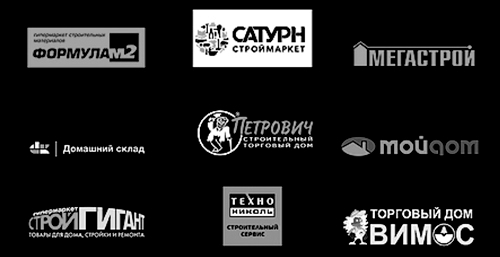 гипермаркет строительных
материалов
ФОРМУЛА М2
САТУРН
СТРОЙМАРКЕТ
МЕГАСТРОЙ
Домашний склад
ПЕТРОВИЧ
СТРОИТЕЛЬНЫЙ
ТОРГОВЫЙ ДОМ
мойдом
гипермаркет
СТРОЙГИГАНТ
ТОВАРЫ ДЛЯ ДОМА, СТРОЙКИ И РЕМОНТА
ТЕХНО
НИКОЛЬ
СТРОИТЕЛЬНЫЙ
СЕРВИС
ТОРГОВЫЙ ДОМ
ВИМОС